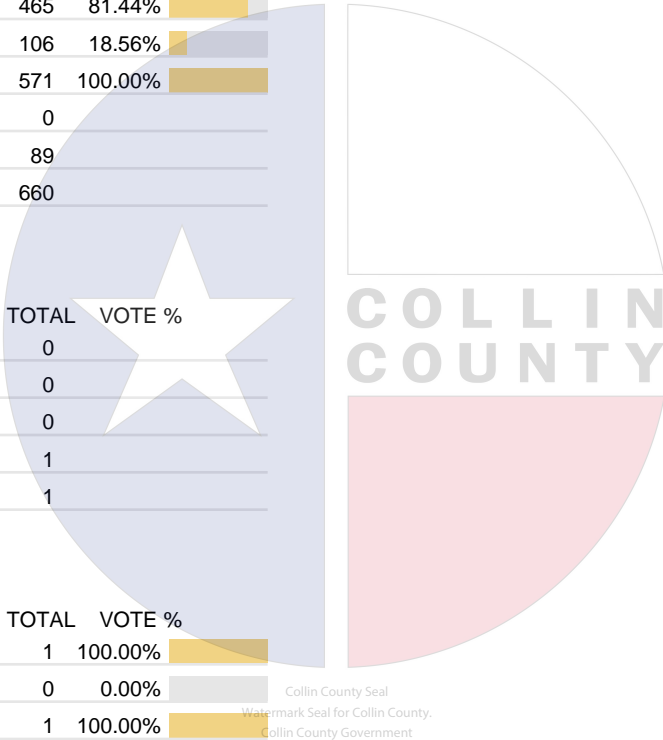 465 81.44%
106 18.56%
571 100.00%
0
89
660
TOTAL VOTE %
0
0
0
1
1
COLLIN
COUNTY
TOTAL VOTE %
1 100.00%
0 0.00%
1 100.00%
Collin County Seal
Watermark Seal for Collin County.
Collin County Government